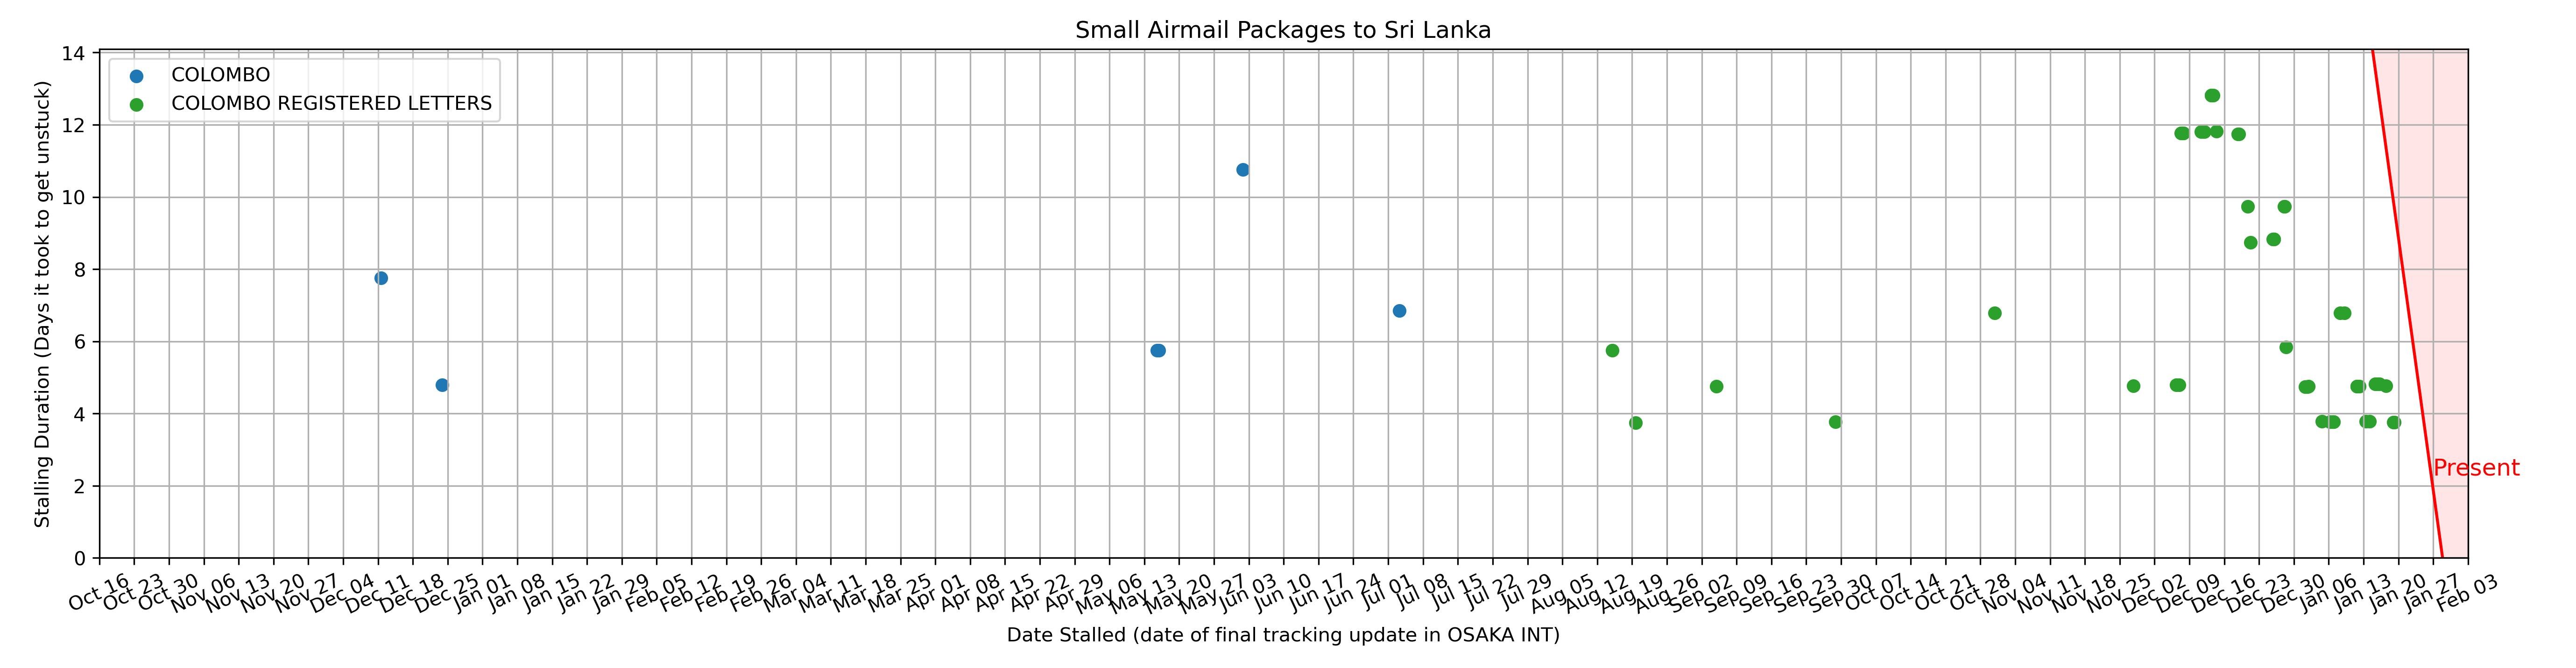 Small Airmail Packages to Sri Lanka
COLOMBO
COLOMBO REGISTERED LETTERS
Stalling Duration (Days it took to get unstuck)
14
12
10
8
6
4
2
0
Present
Oct 16 Oct 23 Oct 30 Nov 06 Nov 13 Nov 20 Nov 27 Dec 04 Dec 11 Dec 18 Dec 25 Jan 01 Jan 08 Jan 15 Jan 22 Jan 29 Feb 05 Feb 12 Feb 19 Feb 26 Mar 04 Mar 11 Mar 18 Mar 25 Apr 01 Apr 08 Apr 15 Apr 22 Apr 29 May 06 May 13 May 20 May 27 Jun 03 Jun 10 Jun 17 Jun 24 Jul 01 Jul 08 Jul 15 Jul 22 Jul 29 Aug 05 Aug 12 Aug 19 Aug 26 Sep 02 Sep 09 Sep 16 Sep 23 Sep 30 Oct 07 Oct 14 Oct 21 Oct 28 Nov 04 Nov 11 Nov 18 Nov 25 Dec 02 Dec 09 Dec 16 Dec 23 Dec 30 Jan 06 Jan 13 Jan 20 Jan 27 Feb 03
Date Stalled (date of final tracking update in OSAKA INT)